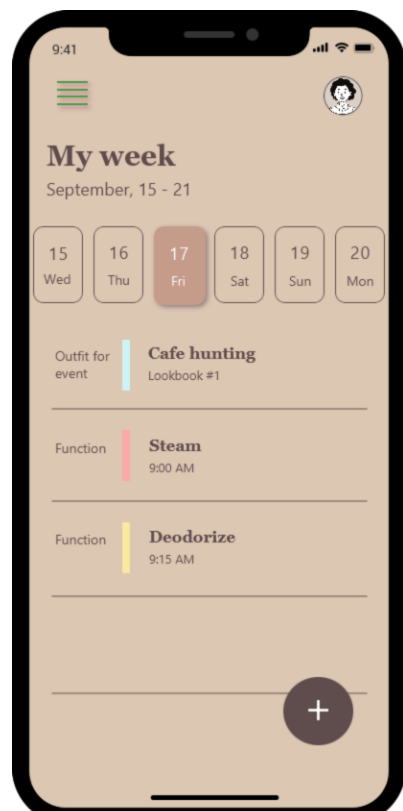 9:41
My week
September, 15 - 21
15 16 17 18 19 20
Wed Thu Fri Sat Sun Mon
Outfit for event
Cafe hunting
Lookbook #1
Function
Steam
9:00 AM
Function
Deodorize
9:15 AM
+